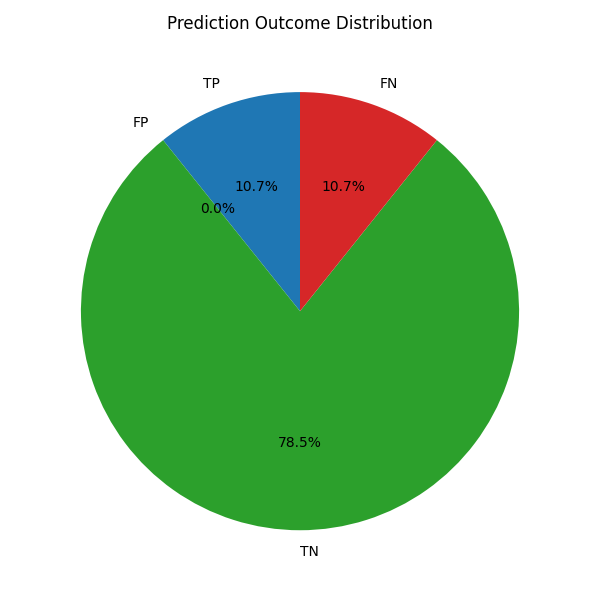 Prediction Outcome Distribution
TP
FN
FP
10.7%
10.7%
0.0%
78.5%
TN